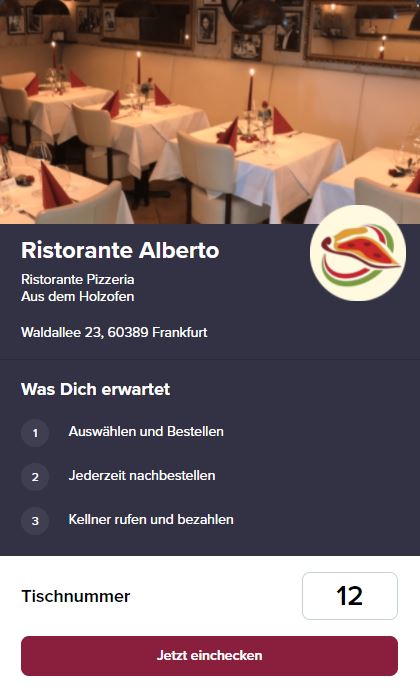 Ristorante Alberto
Ristorante Pizzeria
Aus dem Holzofen
Waldallee 23, 60389 Frankfurt
Was Dich erwartet
1 Auswählen und Bestellen
2 Jederzeit nachbestellen
3 Kellner rufen und bezahlen
Tischnummer 12
Jetzt einchecken